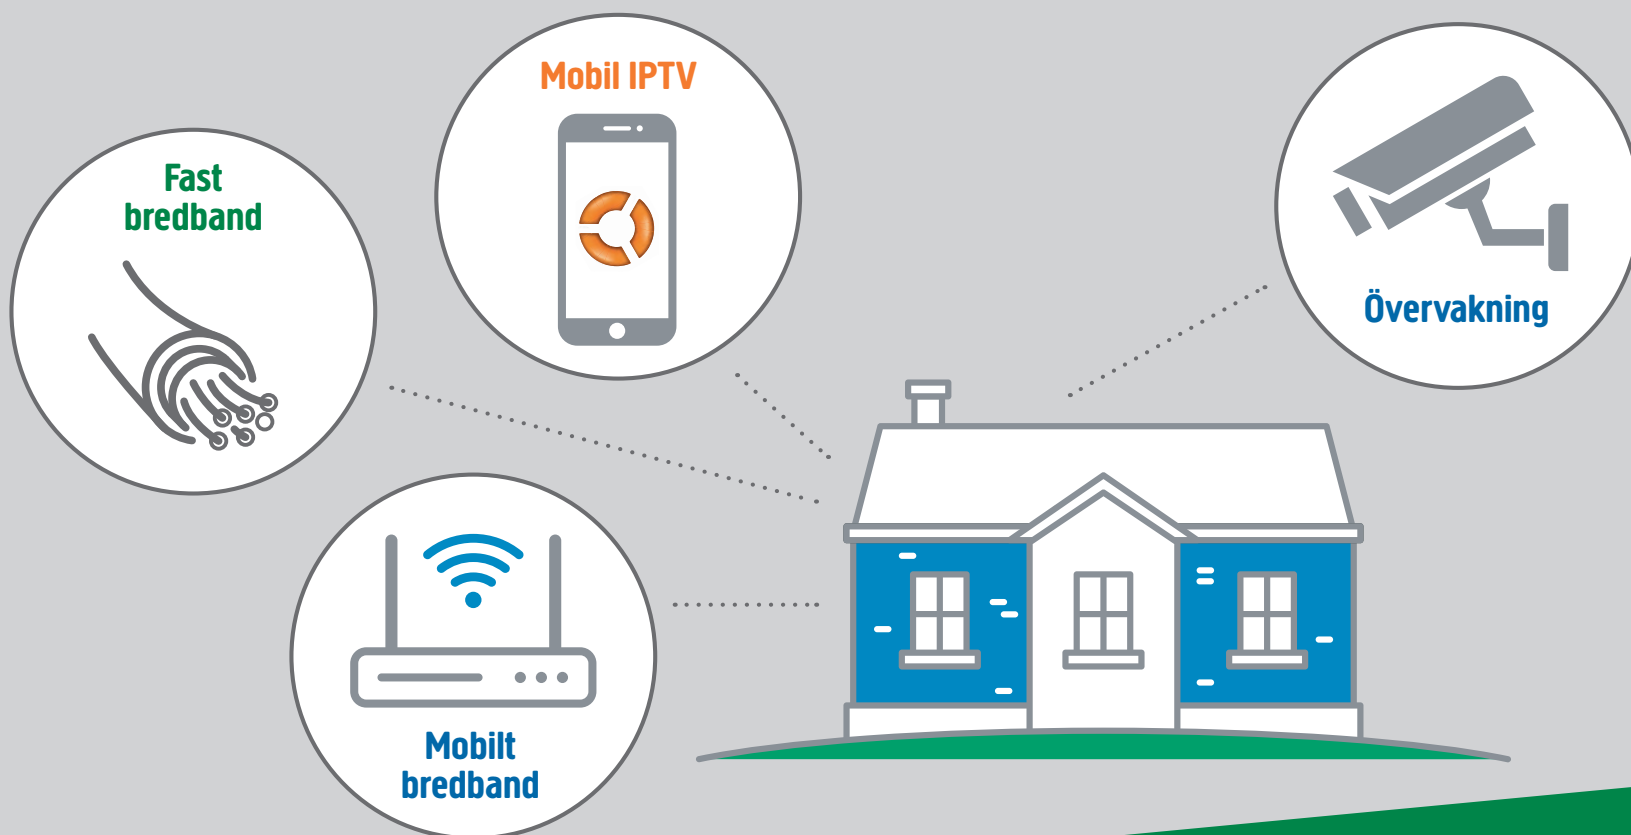 Mobil IPTV
Fast
bredband
Övervakning
Mobilt
bredband